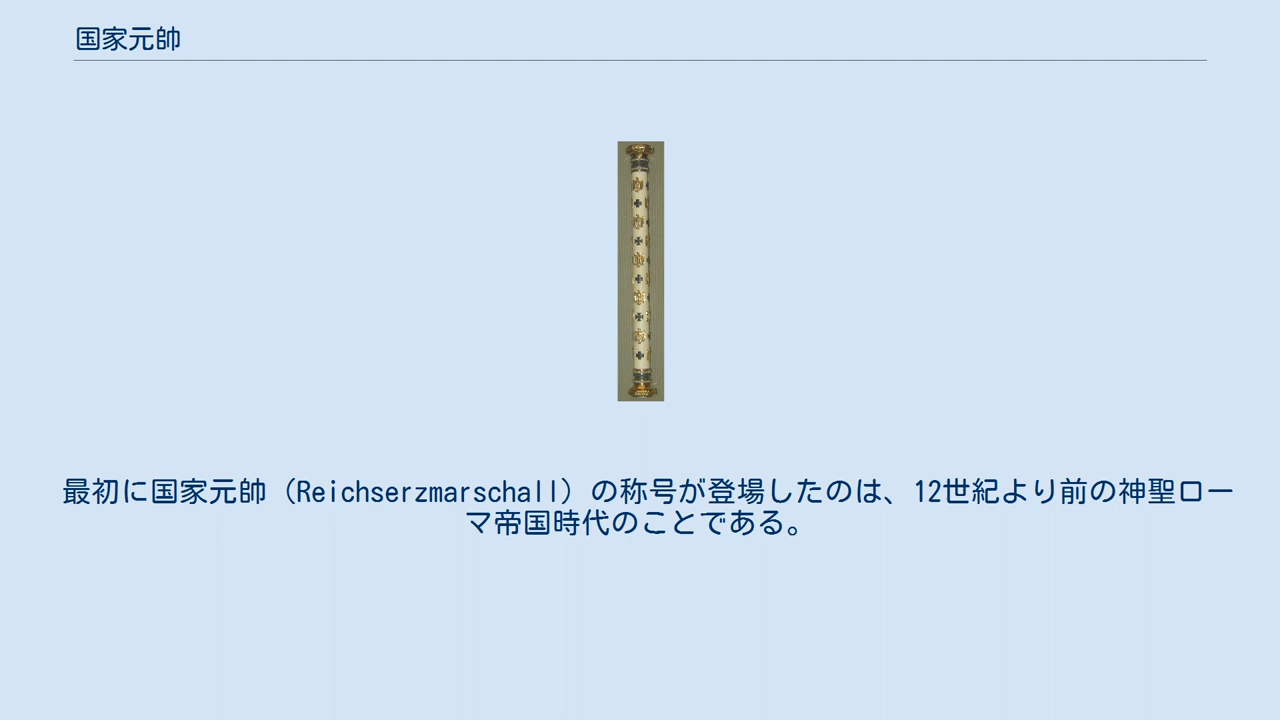 国家元帥
最初に国家元帥（Reichserzmarschall）の称号が登場したのは、12世紀より前の神聖ロー
マ帝国時代のことである。